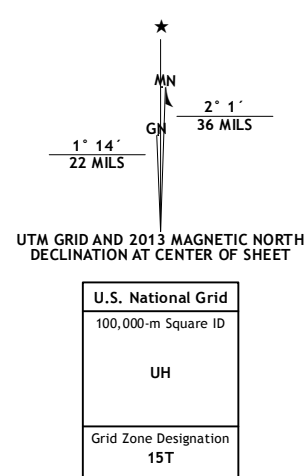 MN
GN
2° 1´
36 MILS
1° 14´
22 MILS
UTM GRID AND 2013 MAGNETIC NORTH
DECLINATION AT CENTER OF SHEET
U.S. National Grid
100,000-m Square ID
UH
Grid Zone Designation
15T